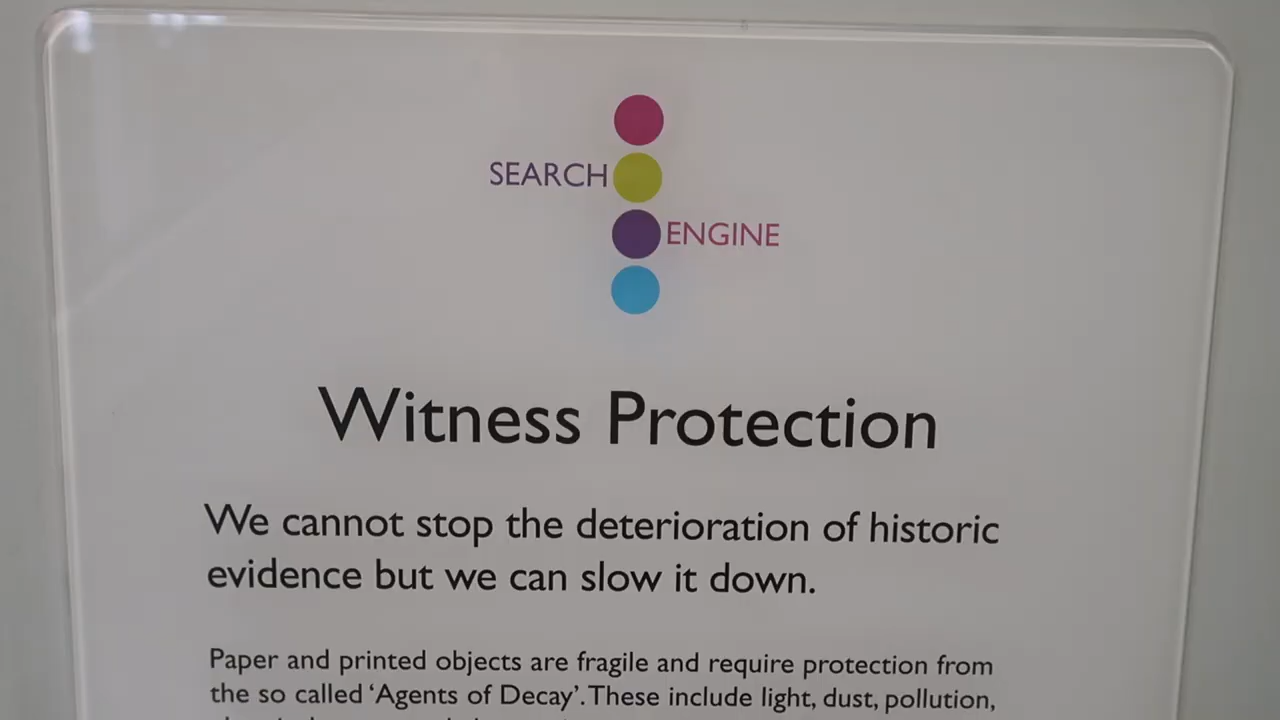 SEARCH
ENGINE
Witness Protection
We cannot stop the deterioration of historic
evidence but we can slow it down.
Paper and printed objects are fragile and require protection from
the so called ‘Agents of Decay’. These include light, dust, pollution,